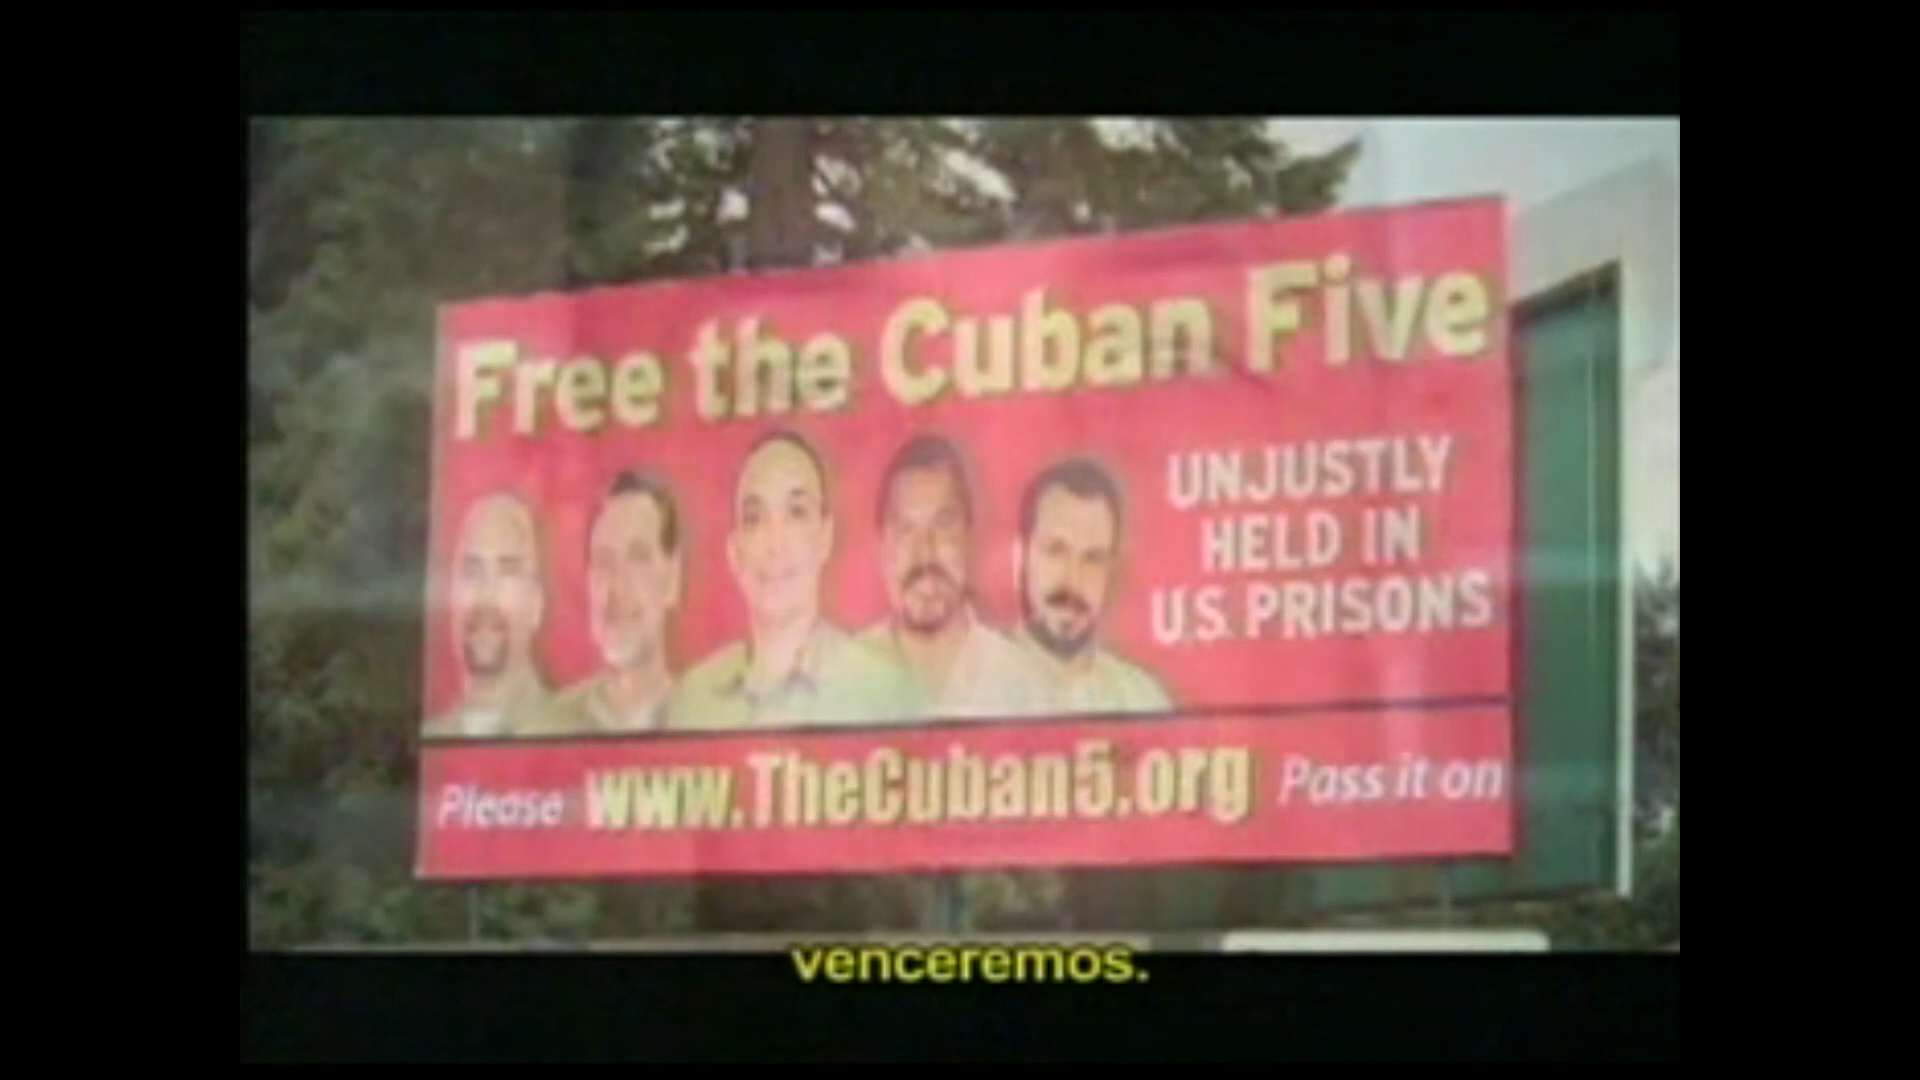 Free the Cuban Five
UNJUSTLY
HELD IN
U.S. PRISONS
Please www.TheCuban5.org Pass it on
venceremos.